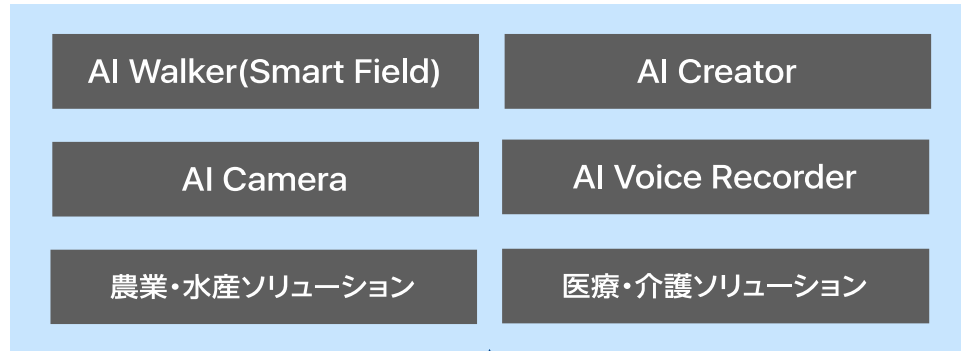 AI Walker(Smart Field)
AI Creator
AI Camera
AI Voice Recorder
農業・水産ソリューション
医療・介護ソリューション